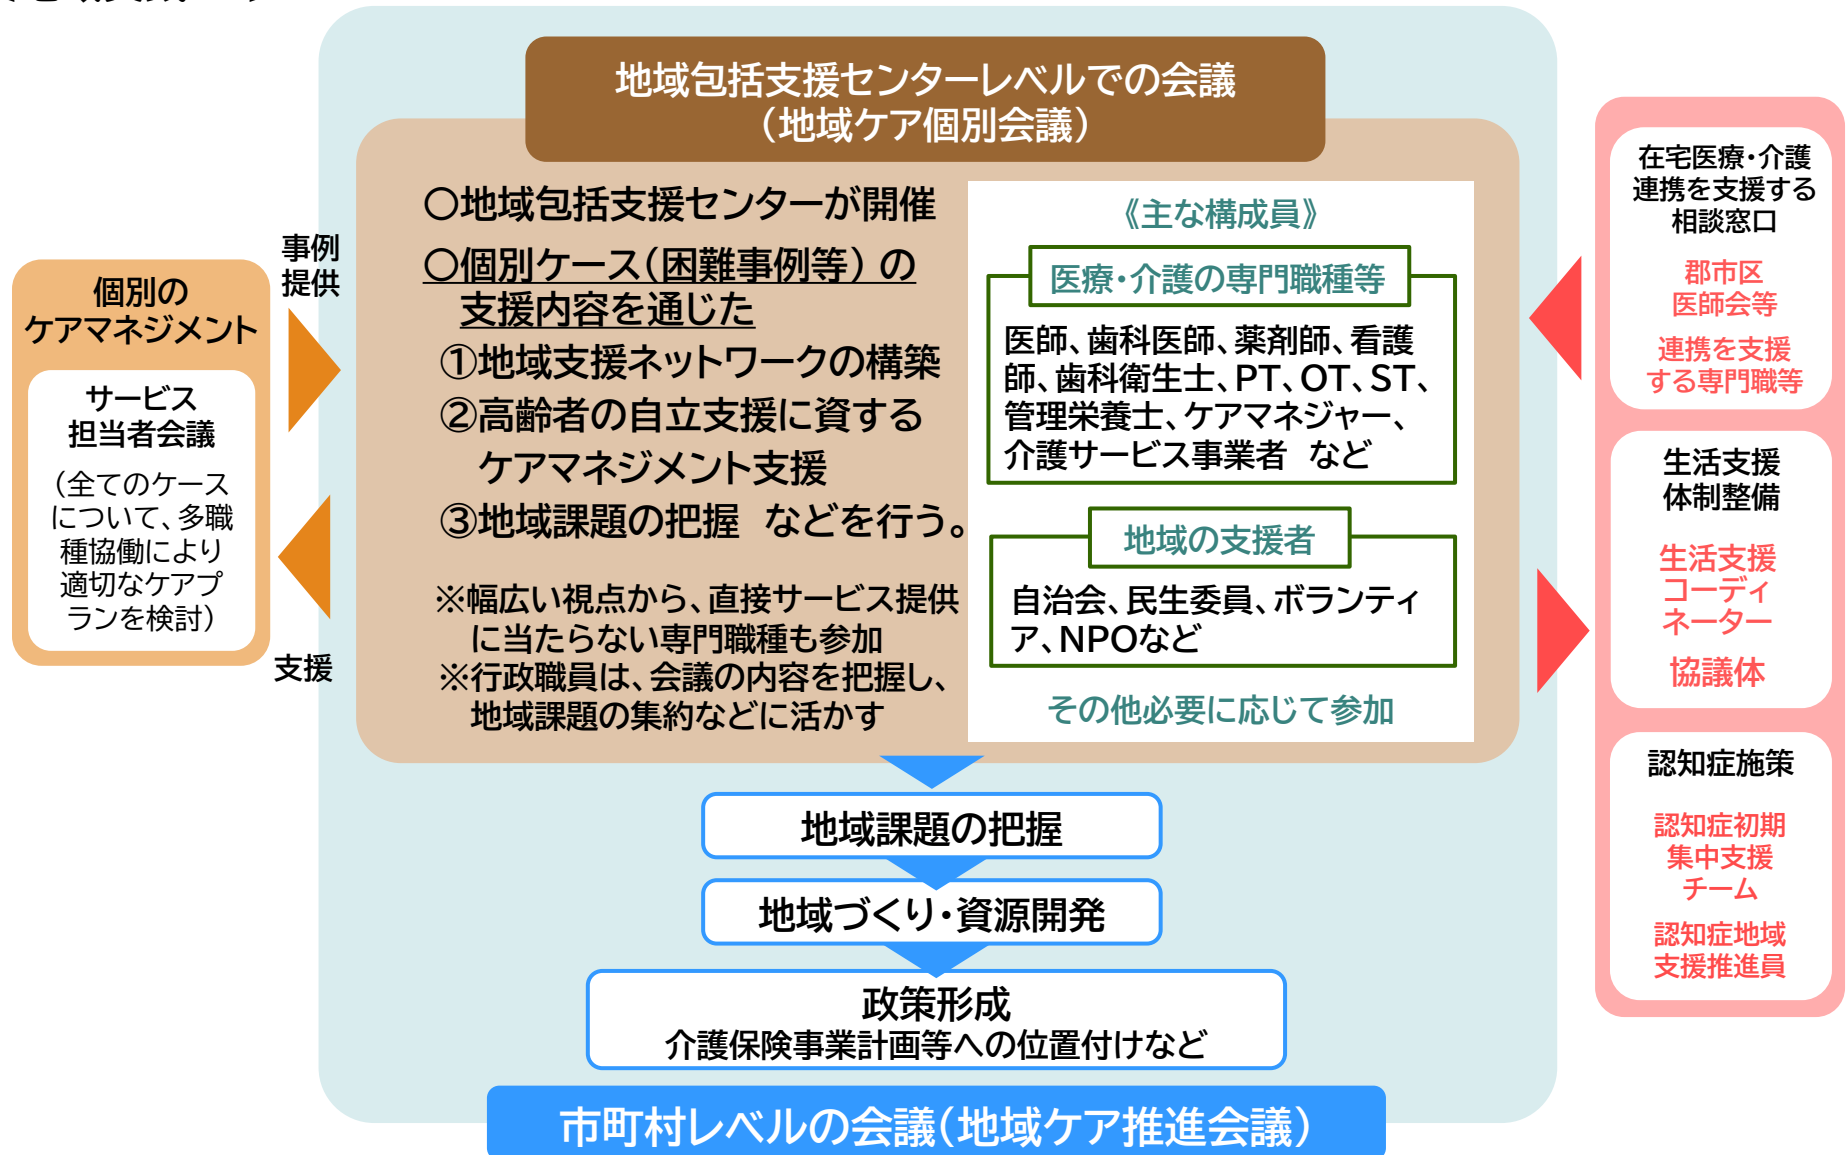 地域包括支援センターレベルでの会議
（地域ケア個別会議）
個別の
ケアマネジメント
サービス
担当者会議
（全てのケース
について、多職
種協働により
適切なケアプ
ランを検討）
事例
提供
支援
○地域包括支援センターが開催
○個別ケース（困難事例等）の
支援内容を通じた
①地域支援ネットワークの構築
②高齢者の自立支援に資する
ケアマネジメント支援
③地域課題の把握 などを行う。
※幅広い視点から、直接サービス提供
に当たらない専門職種も参加
※行政職員は、会議の内容を把握し、
地域課題の集約などに活かす
《主な構成員》
医療・介護の専門職種等
医師、歯科医師、薬剤師、看護
師、歯科衛生士、PT、OT、ST、
管理栄養士、ケアマネジャー、
介護サービス事業者 など
地域の支援者
自治会、民生委員、ボランティ
ア、NPOなど
その他必要に応じて参加
在宅医療・介護
連携を支援する
相談窓口
郡市区
医師会等
連携を支援
する専門職等
生活支援
体制整備
生活支援
コーディ
ネーター
協議体
認知症施策
認知症初期
集中支援
チーム
認知症地域
支援推進員
地域課題の把握
地域づくり・資源開発
政策形成
介護保険事業計画等への位置付けなど
市町村レベルの会議（地域ケア推進会議）